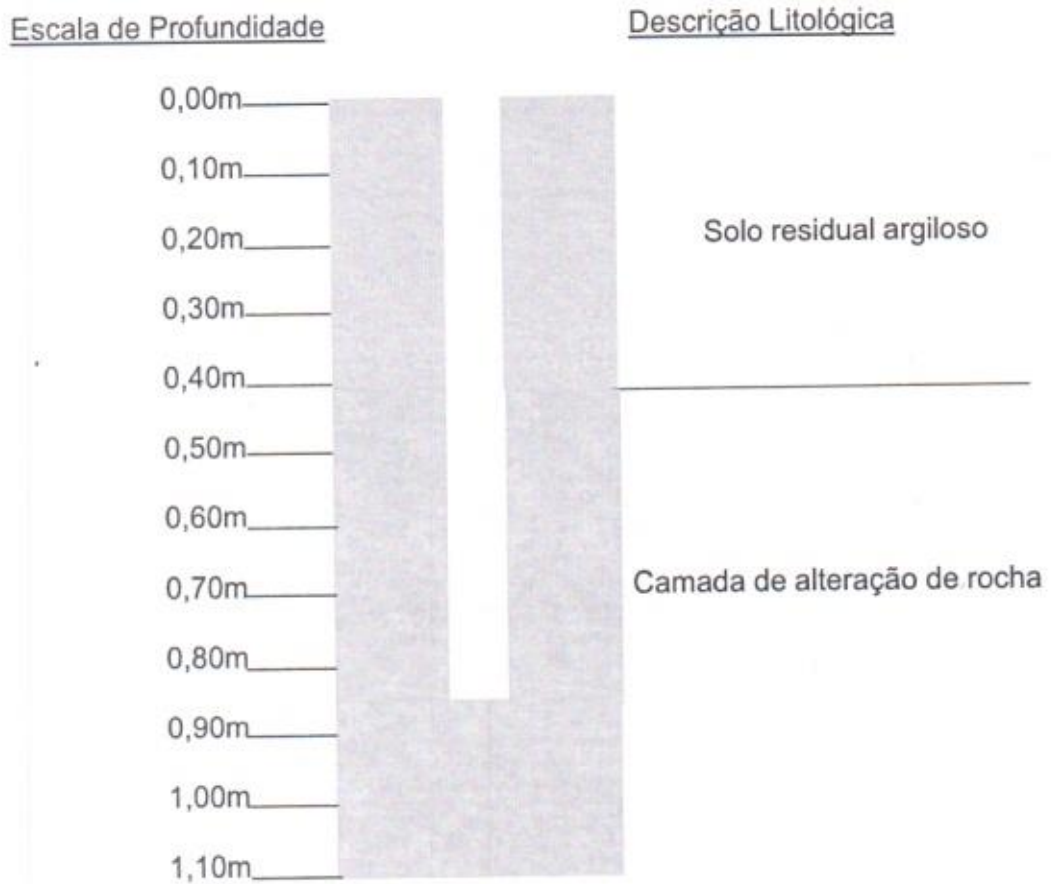 Escala de Profundidade
Descrição Litológica
0,00m
0,10m
0,20m
Solo residual argiloso
0,30m
0,40m
0,50m
0,60m
0,70m
Camada de alteração de rocha
0,80m
0,90m
1,00m
1,10m